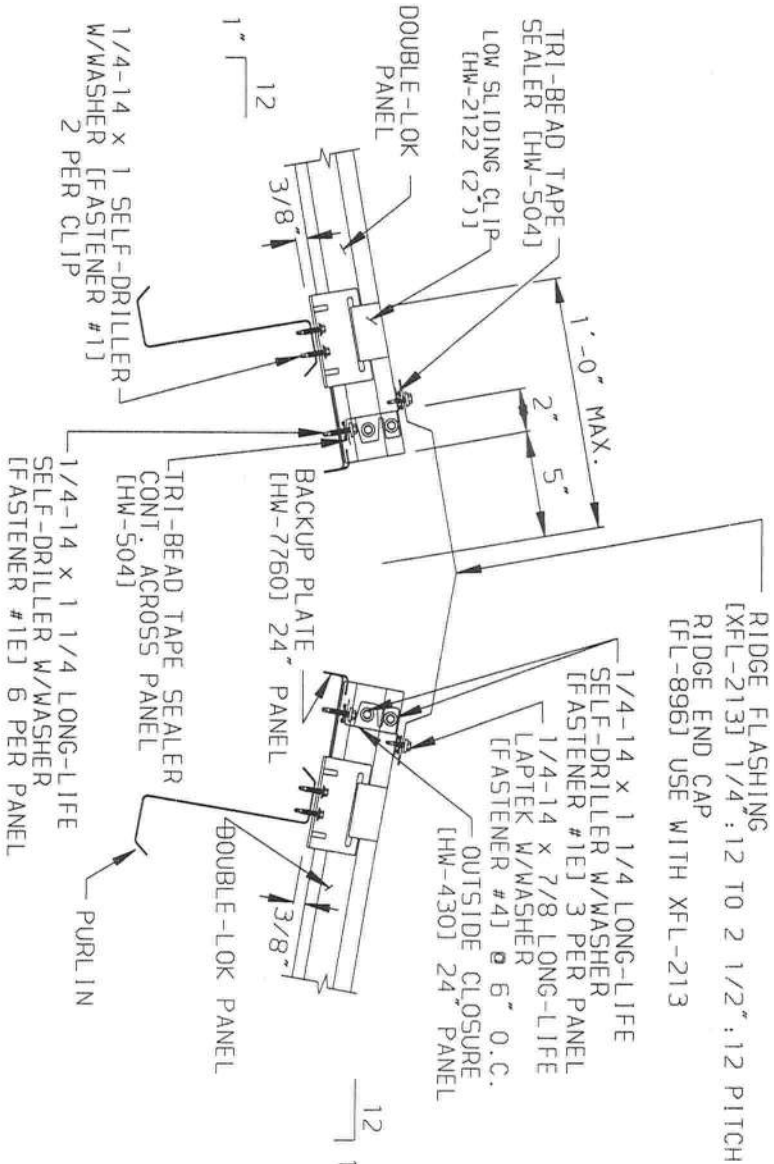 RIDGE FLASHING
[XFL-213] 1/4":12 TO 2 1/2":12 PITCH
RIDGE END CAP
[FL-896] USE WITH XFL-213
1/4-14 x 1 1/4 LONG-LIFE
SELF-DRILLER W/WASHER
[FASTENER #1E] 3 PER PANEL
1/4-14 x 7/8 LONG-LIFE
LAPTEK W/WASHER
[FASTENER #4] @ 6" O.C.
OUTSIDE CLOSURE
[HW-430] 24" PANEL
1'-0" MAX.
2"
5"
TRI-BEAD TAPE
SEALER [HW-504]
LOW SLIDING CLIP
[HW-2122 (2")]
DOUBLE-LOK
PANEL
12
1"
3/8"
1/4-14 x 1 SELF-DRILLER
W/WASHER [FASTENER #1]
2 PER CLIP
BACKUP PLATE
[HW-7760] 24" PANEL
TRI-BEAD TAPE SEALER
CONT. ACROSS PANEL
[HW-504]
1/4-14 x 1 1/4 LONG-LIFE
SELF-DRILLER W/WASHER
[FASTENER #1E] 6 PER PANEL
3/8"
DOUBLE-LOK PANEL
PURLIN
12
1